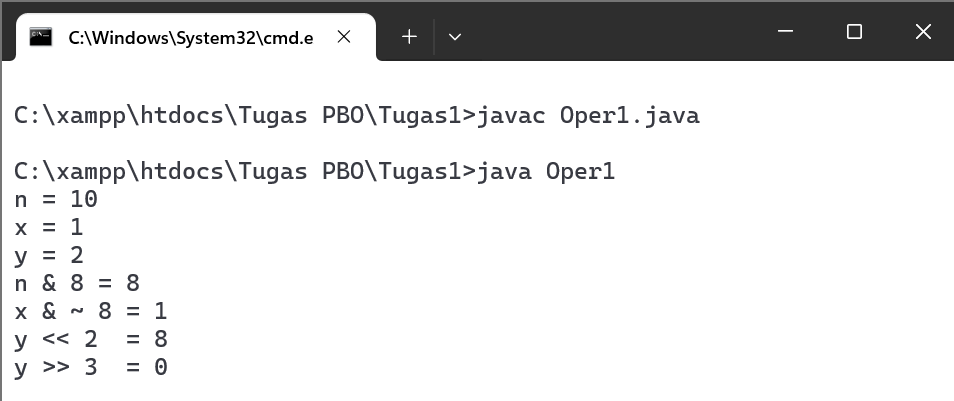 C:\Windows\System32\cmd.e
C:\xampp\htdocs\Tugas PBO\Tugas1>javac Oper1.java
C:\xampp\htdocs\Tugas PBO\Tugas1>java Oper1
n = 10
x = 1
y = 2
n & 8 = 8
x & ~ 8 = 1
y << 2  = 8
y >> 3  = 0